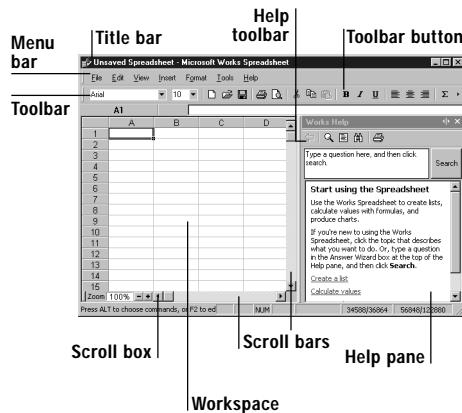 Help
toolbar
Menu
bar
Title bar
Toolbar button
Unsaved Spreadsheet - Microsoft Works Spreadsheet
File Edit View Insert Format Tools Help
Arial 10 B I U Σ
Toolbar
A1
Works Help
A B C D
1
2
3
4
5
6
7
8
9
10
11
12
13
14
15
Type a question here, and then click
search.
Search
Start using the Spreadsheet
Use the Works Spreadsheet to create lists,
calculate values with formulas, and
produce charts.
If you're new to using the Works
Spreadsheet, click the topic that describes
what you want to do. Or, type a question
in the Answer Wizard box at the top of the
Help pane, and then click Search.
Create a list
Calculate values
Zoom 100% - +
Press ALT to choose commands, or F2 to ed NUM 34588/36864 56848/122880
Scroll box
Scroll bars
Help pane
Workspace